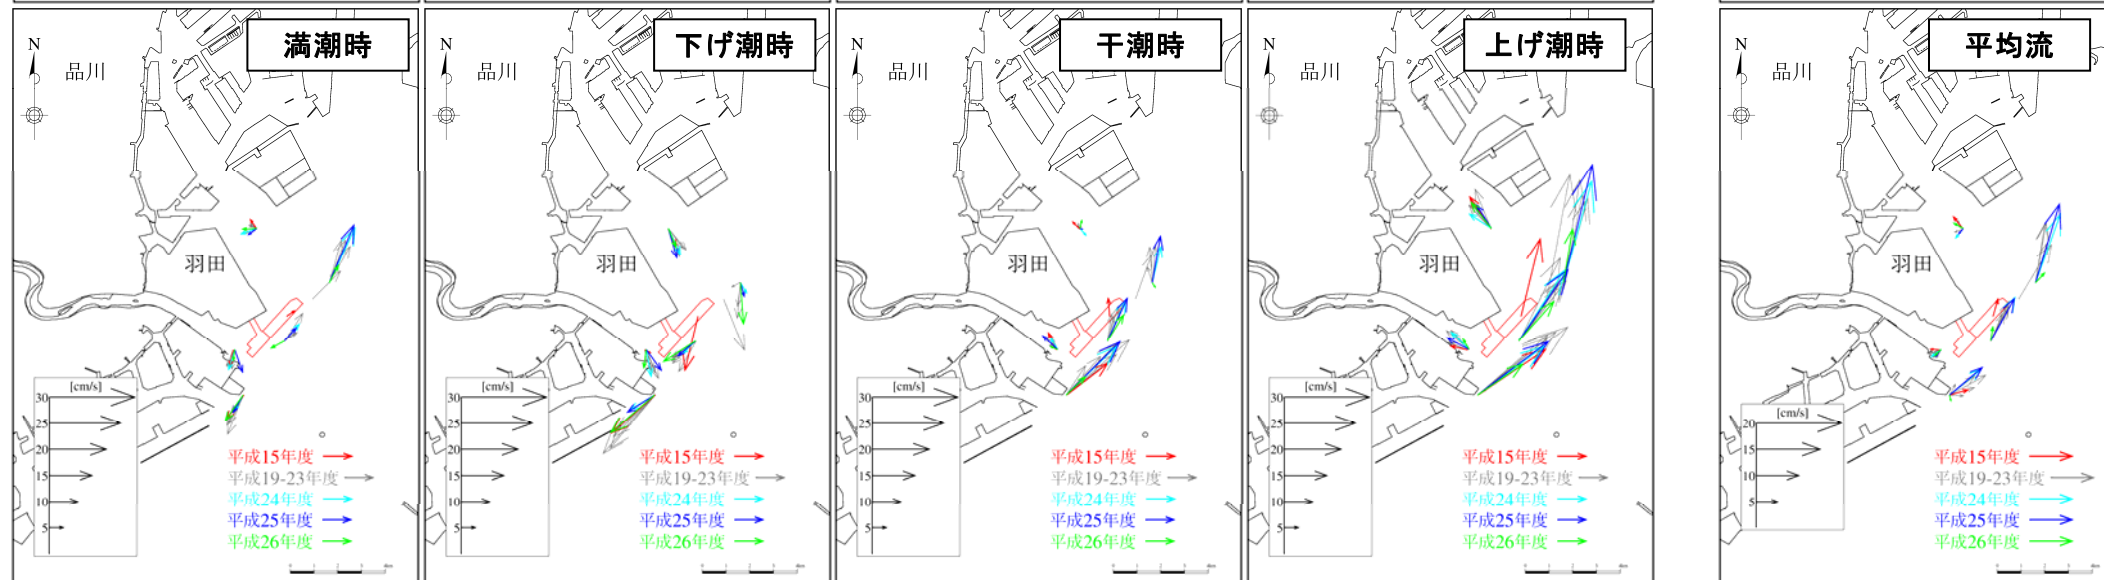 満潮時
N
品川
羽田
[cm/s]
30
25
20
15
10
5
平成15年度
平成19-23年度
平成24年度
平成25年度
平成26年度
下げ潮時
N
品川
羽田
[cm/s]
30
25
20
15
10
5
平成15年度
平成19-23年度
平成24年度
平成25年度
平成26年度
干潮時
N
品川
羽田
[cm/s]
30
25
20
15
10
5
平成15年度
平成19-23年度
平成24年度
平成25年度
平成26年度
上げ潮時
N
品川
羽田
[cm/s]
30
25
20
15
10
5
平成15年度
平成19-23年度
平成24年度
平成25年度
平成26年度
平均流
N
品川
羽田
[cm/s]
20
15
10
5
平成15年度
平成19-23年度
平成24年度
平成25年度
平成26年度